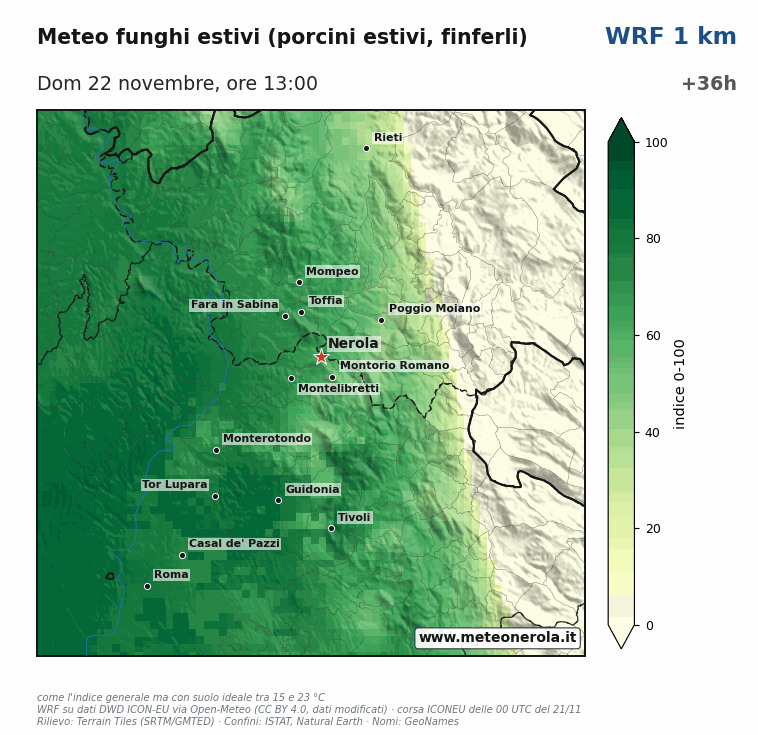 Meteo funghi estivi (porcini estivi, finferli)
WRF 1 km
Dom 22 novembre, ore 13:00
+36h
Rieti
Mompeo
Fara in Sabina
Toffia
Poggio Moiano
Nerola
Montorio Romano
Montelibretti
Monterotondo
Tor Lupara
Guidonia
Tivoli
Casal de' Pazzi
Roma
www.meteonerola.it
100
80
60
40
20
0
indice 0-100
come l'indice generale ma con suolo ideale tra 15 e 23 °C
WRF su dati DWD ICON-EU via Open-Meteo (CC BY 4.0, dati modificati) · corsa ICONEU delle 00 UTC del 21/11
Rilievo: Terrain Tiles (SRTM/GMTED) · Confini: ISTAT, Natural Earth · Nomi: GeoNames